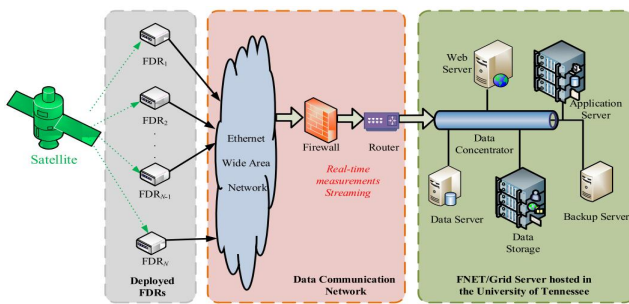 Satellite
FDR1
FDR2
FDRN-1
FDRN
Deployed
FDRs
Ethernet
Wide Area
Network
Firewall
Router
Real-time
measurements
Streaming
Data Communication
Network
Web
Server
Application
Server
Data
Concentrator
Data Server
Data
Storage
Backup Server
FNET/Grid Server hosted in
the University of Tennessee